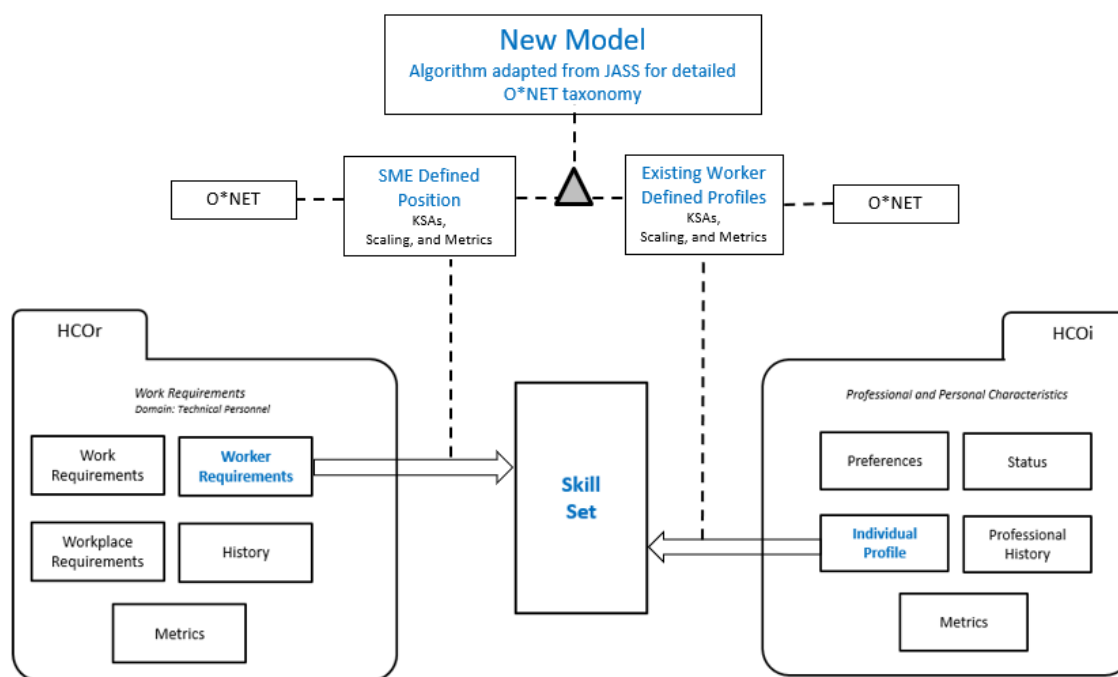 New Model
Algorithm adapted from JASS for detailed
O*NET taxonomy
O*NET
SME Defined
Position
KSAs,
Scaling, and Metrics
Existing Worker
Defined Profiles
KSAs,
Scaling, and Metrics
O*NET
HCOr
Work Requirements
Domain: Technical Personnel
Work
Requirements
Worker
Requirements
Workplace
Requirements
History
Metrics
Skill
Set
HCOi
Professional and Personal Characteristics
Preferences
Status
Individual
Profile
Professional
History
Metrics